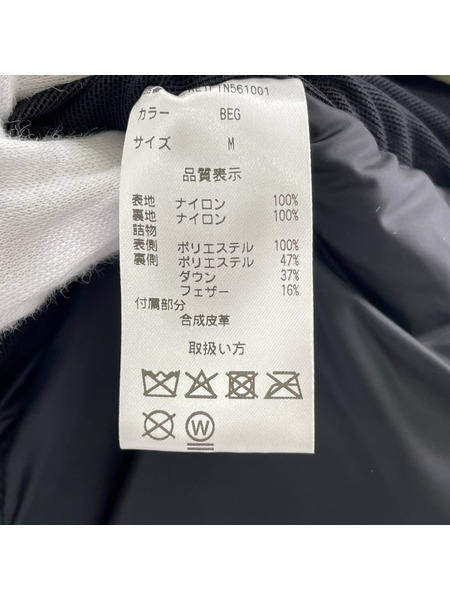 カラー BEG
サイズ M
品質表示
表地 ナイロン 100%
裏地 ナイロン 100%
詰物
表側 ポリエステル 100%
裏側 ポリエステル 47%
ダウン 37%
フェザー 16%
付属部分
合成皮革
取扱い方
W